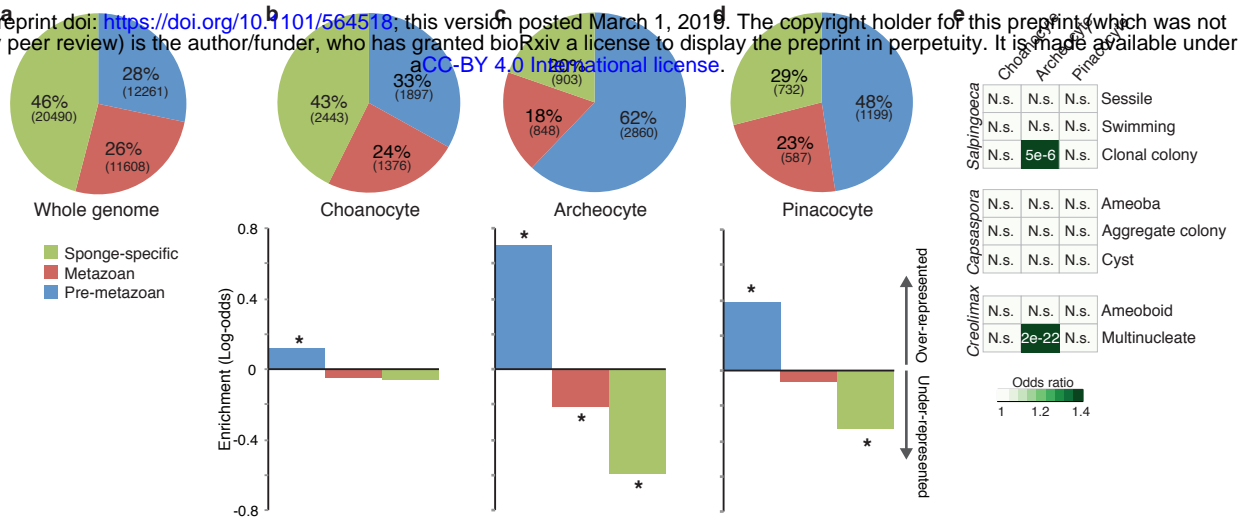 reprint doi: https://doi.org/10.1101/564518; this version posted March 1, 2019. The copyright holder for this preprint (which was not
peer review) is the author/funder, who has granted bioRxiv a license to display the preprint in perpetuity. It is made available under
aCC-BY 4.0 International license.
a
28%
(12261)
46%
(20490)
26%
(11608)
Whole genome
Sponge-specific
Metazoan
Pre-metazoan
b
33%
(1897)
43%
(2443)
24%
(1376)
Choanocyte
c
20%
(903)
18%
(848)
62%
(2860)
Archeocyte
d
29%
(732)
48%
(1199)
23%
(587)
Pinacocyte
Enrichment (Log-odds)
0.8
0.4
0
-0.4
-0.8
*
*
*
*
*
*
Over-represented
Under-represented
e
Choanocyte
Archeocyte
Pinacocyte
Salpingoeca
N.s. N.s. N.s. Sessile
N.s. N.s. N.s. Swimming
N.s. 5e-6 N.s. Clonal colony
Capsaspora
N.s. N.s. N.s. Ameoba
N.s. N.s. N.s. Aggregate colony
N.s. N.s. N.s. Cyst
Creolimax
N.s. N.s. N.s. Ameoboid
N.s. 2e-22 N.s. Multinucleate
Odds ratio
1 1.2 1.4